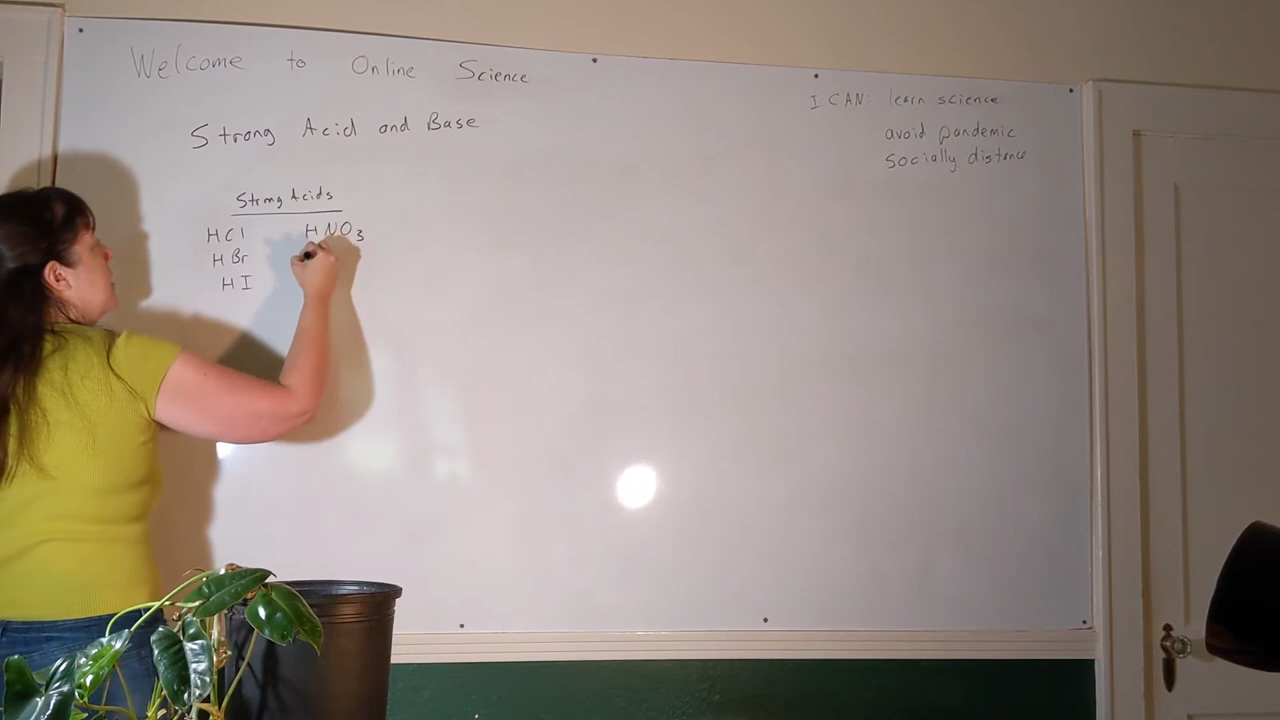 Welcome to Online Science
I CAN: learn science
avoid pandemic
socially distance
Strong Acid and Base
Strong Acids
HCl HNO3
HBr
HI